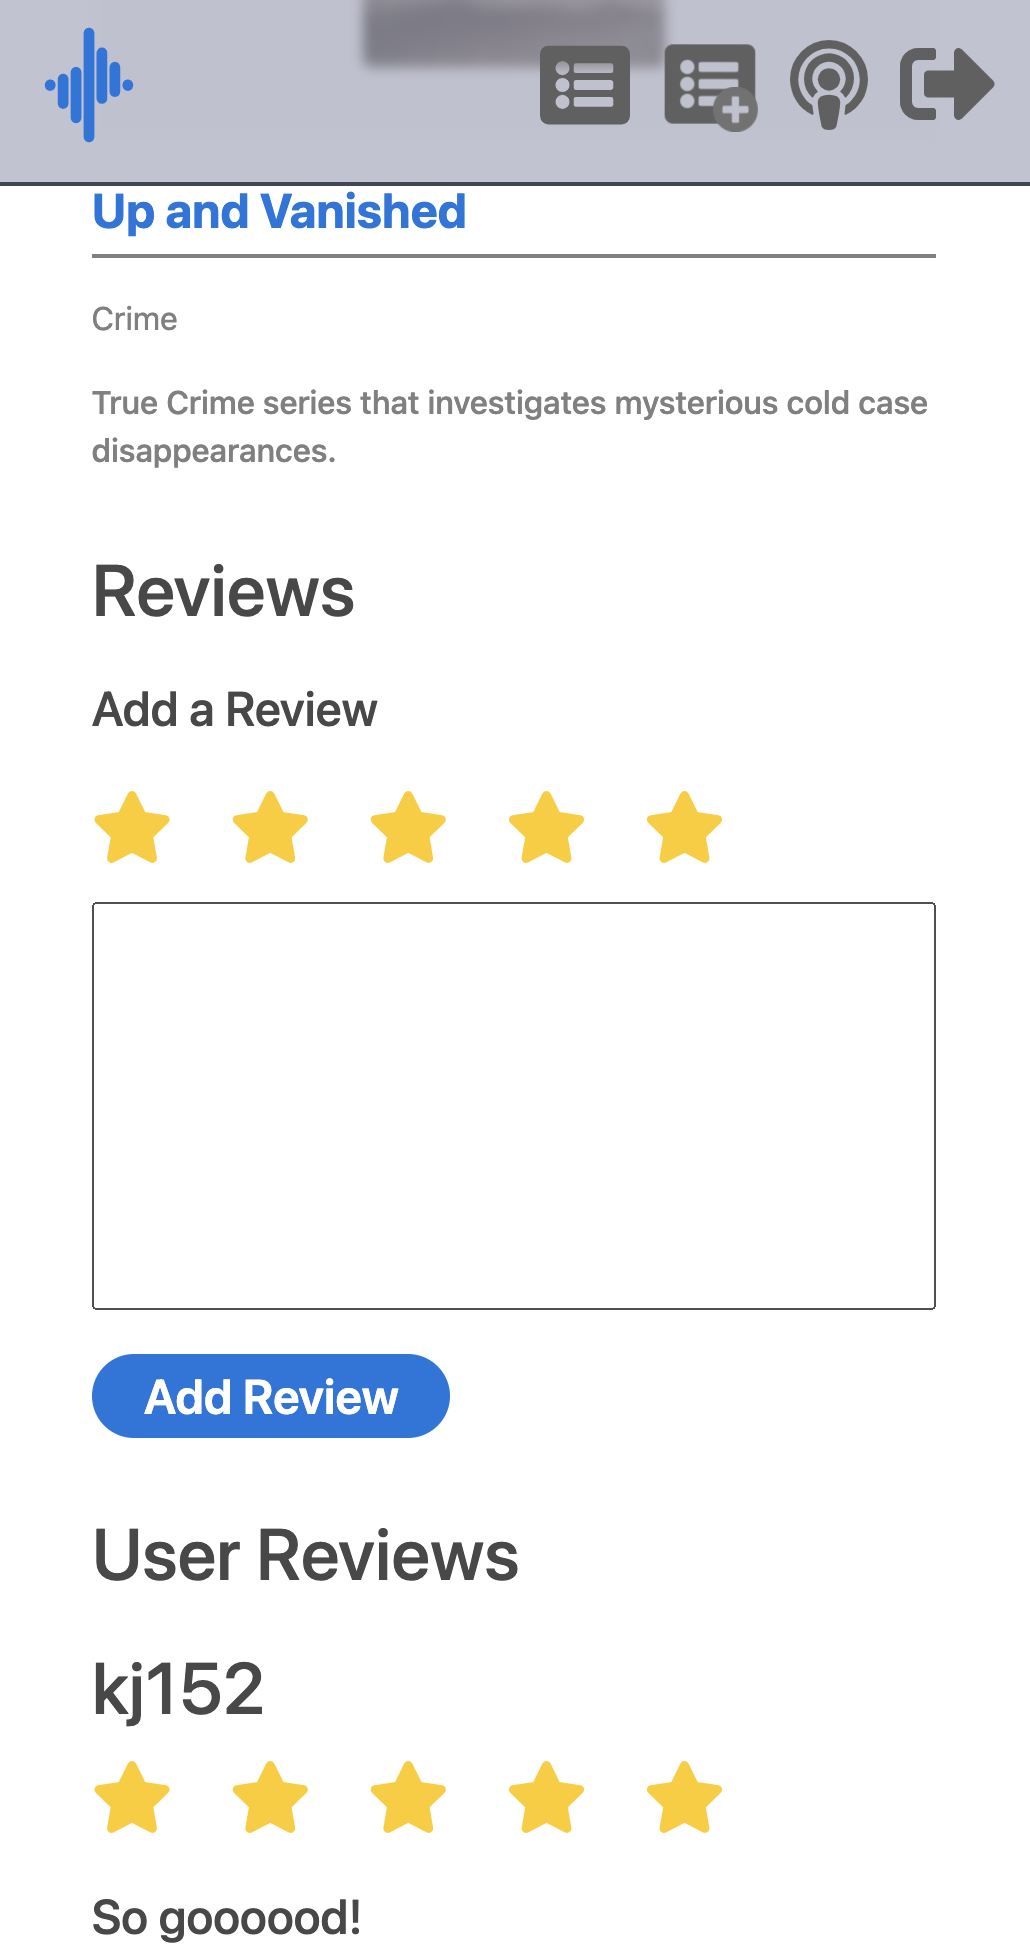 Up and Vanished
Crime
True Crime series that investigates mysterious cold case
disappearances.
Reviews
Add a Review
Add Review
User Reviews
kj152
So goooood!